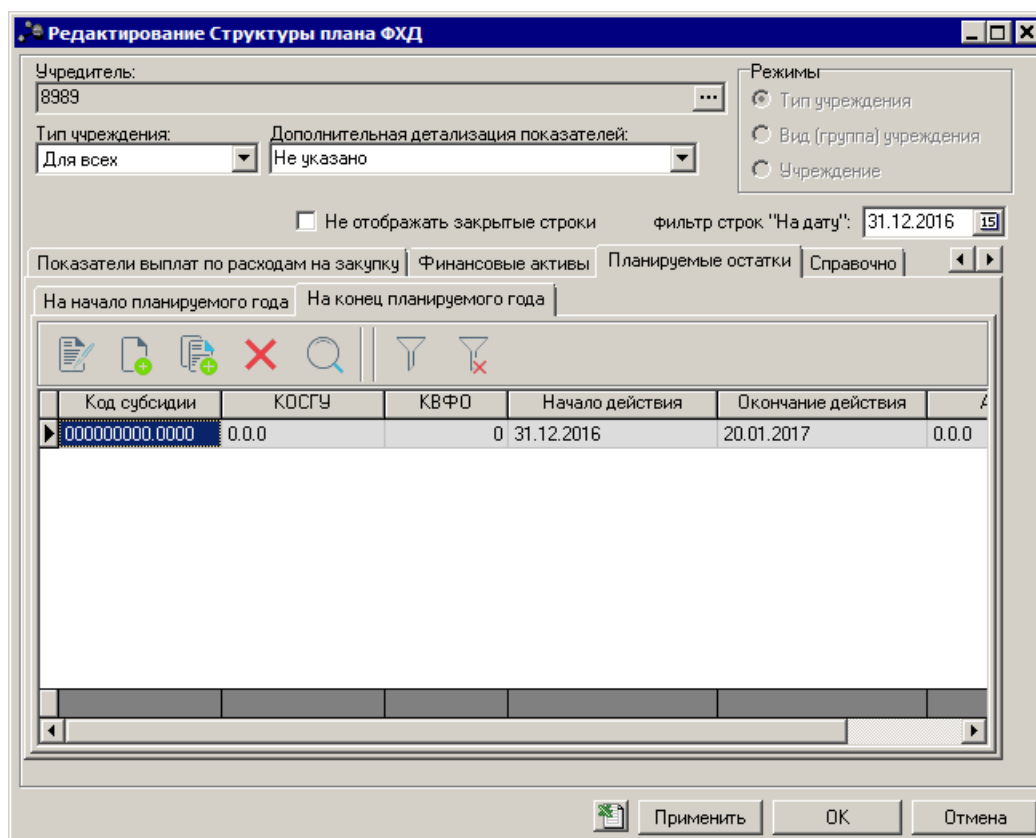 Редактирование Структуры плана ФХД
Учредитель:
8989
Режимы
Тип учреждения
Вид (группа) учреждения
Учреждение
Тип учреждения: Дополнительная детализация показателей:
Для всех Не указано
Не отображать закрытые строки фильтр строк "На дату": 31.12.2016 15
Показатели выплат по расходам на закупку Финансовые активы Планируемые остатки Справочно
На начало планируемого года На конец планируемого года
Код субсидии КОСГУ КВФО Начало действия Окончание действия
000000000.0000 0.0.0 0 31.12.2016 20.01.2017 0.0.0
Применить OK Отмена